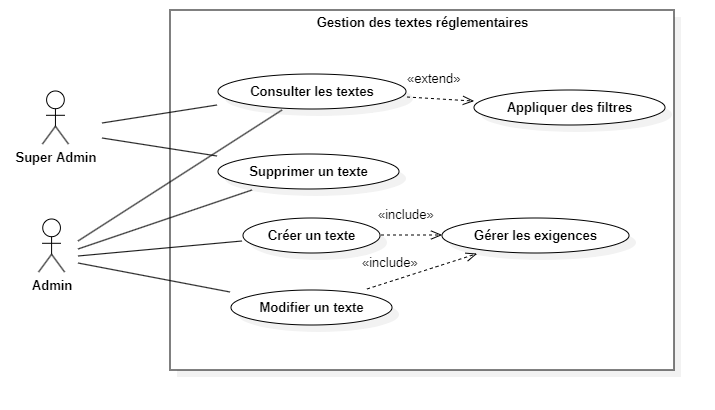 Gestion des textes réglementaires
Consulter les textes
«extend»
Appliquer des filtres
Super Admin
Supprimer un texte
Créer un texte
«include»
Gérer les exigences
Admin
«include»
Modifier un texte